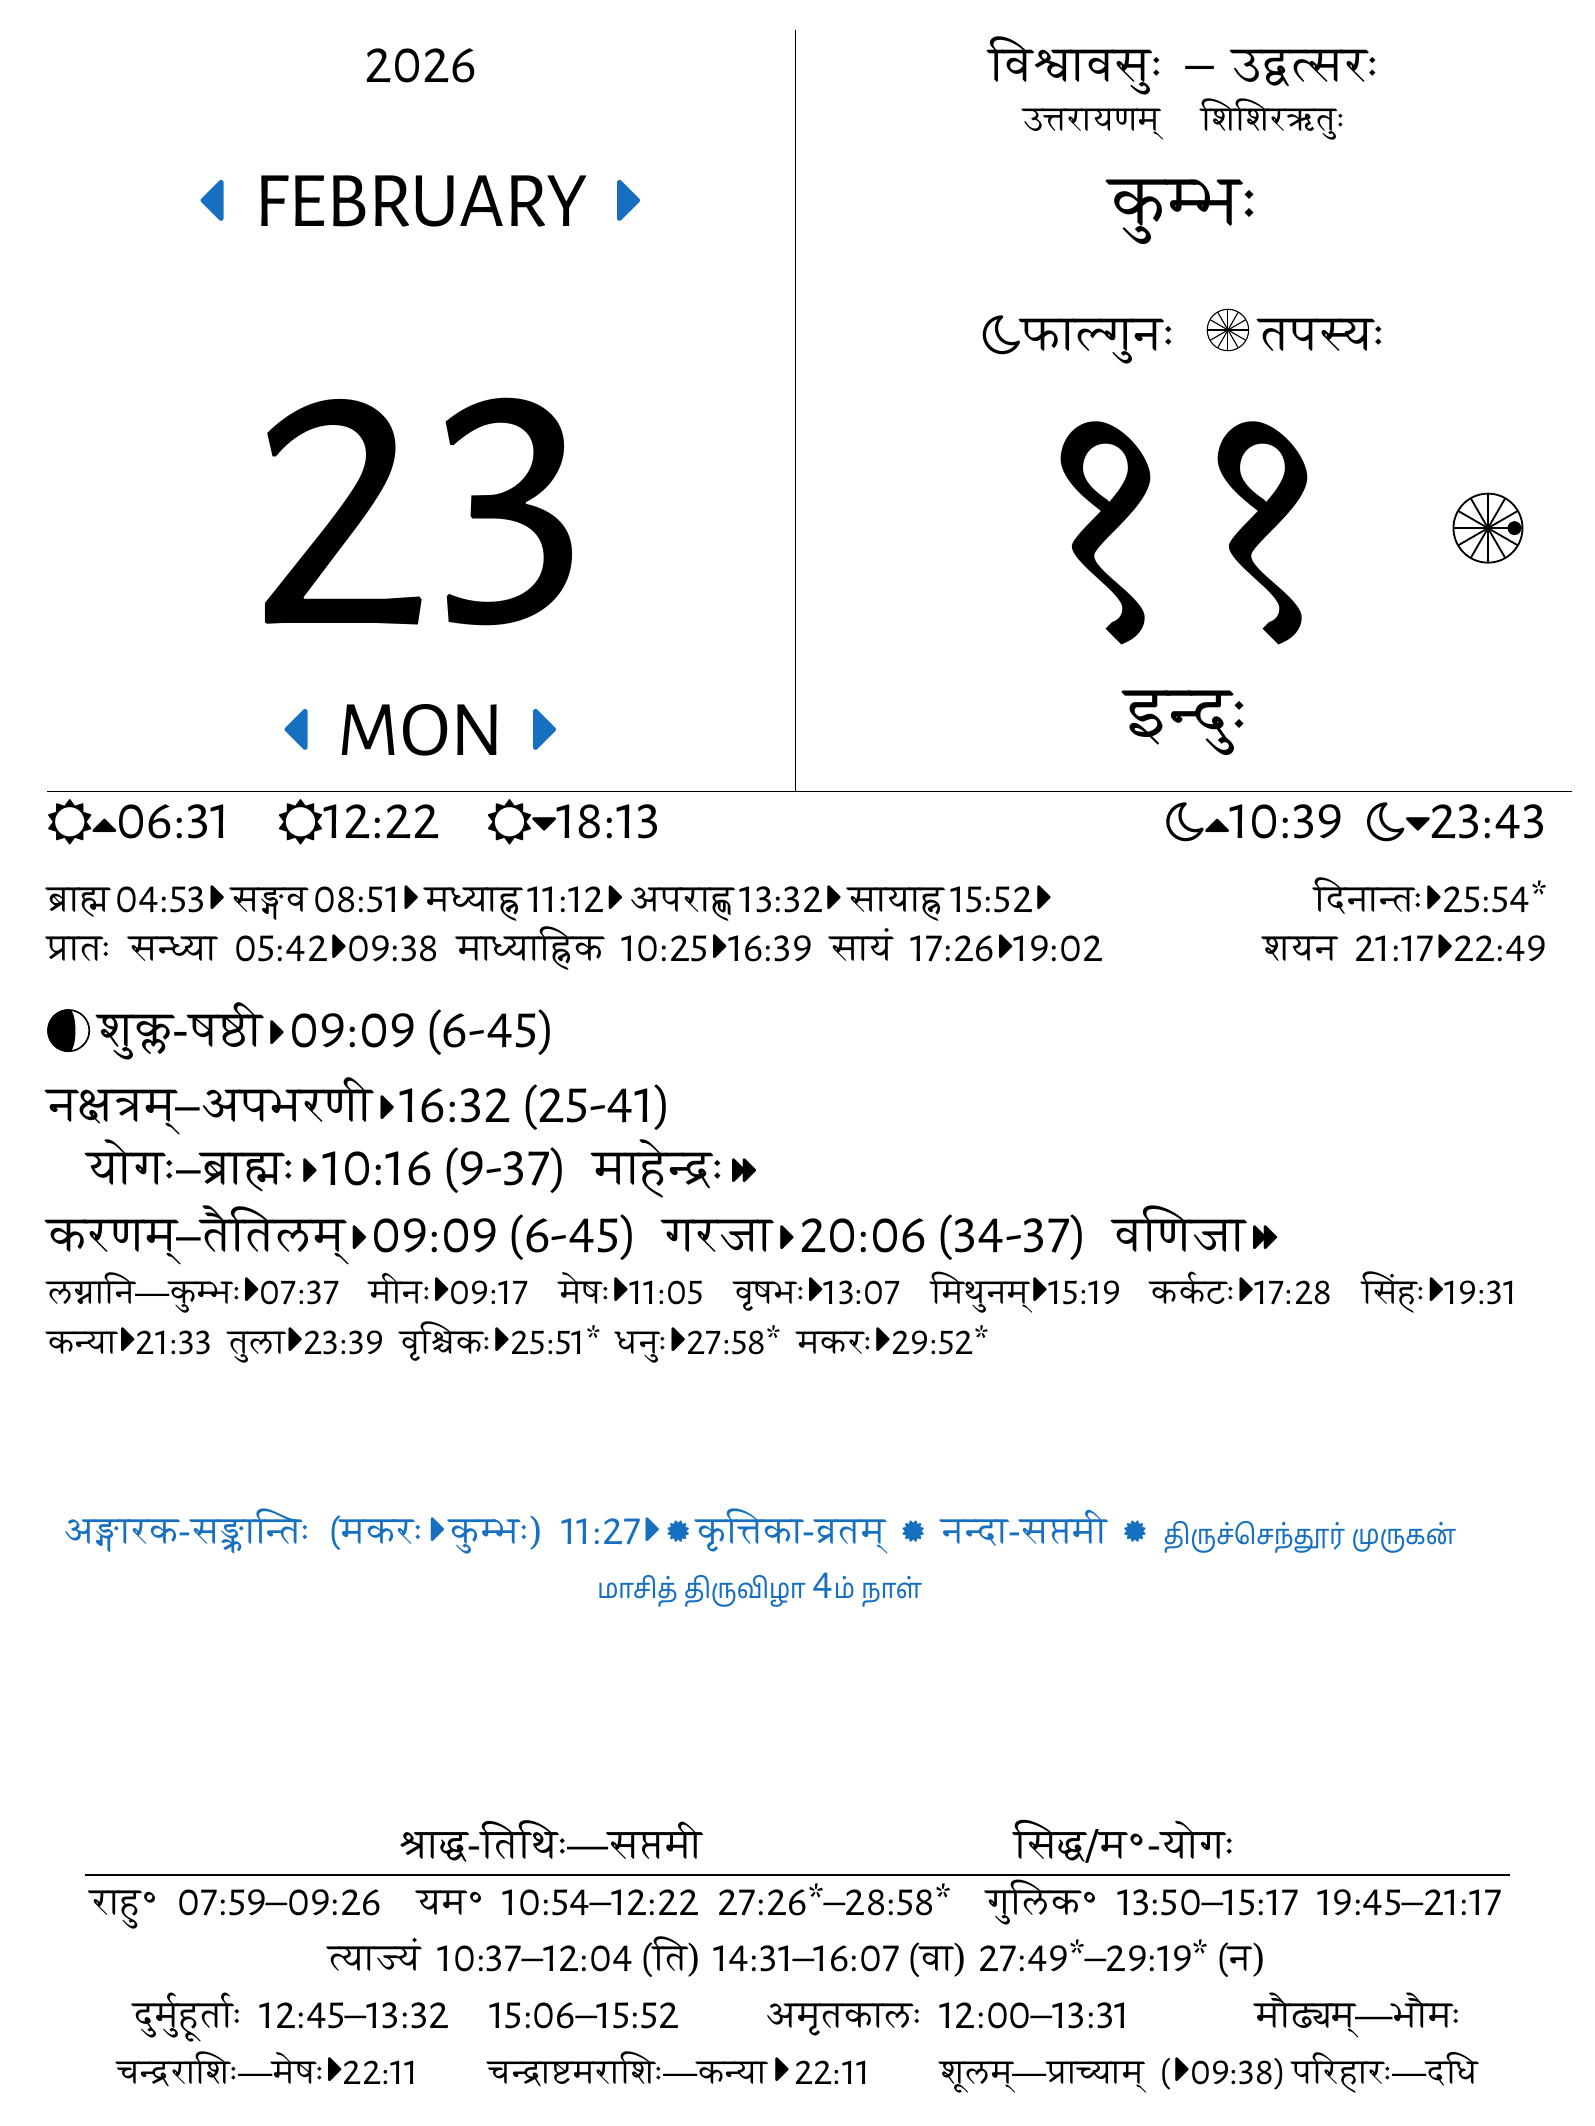 2026
FEBRUARY
23
MON
विश्वावसुः – उद्वत्सरः
उत्तरायणम् शिशिरऋतुः
कुम्भः
फाल्गुनः तपस्यः
११
इन्दुः
06:31 12:22 18:13 10:39 23:43
ब्राह्म 04:53 सङ्गव 08:51 मध्याह्न 11:12 अपराह्ण 13:32 सायाह्न 15:52 दिनान्तः 25:54*
प्रातः सन्ध्या 05:42 09:38 माध्याह्निक 10:25 16:39 सायं 17:26 19:02 शयन 21:17 22:49
शुक्ल-षष्ठी 09:09 (6-45)
नक्षत्रम्–अपभरणी 16:32 (25-41)
योगः–ब्राह्मः 10:16 (9-37) माहेन्द्रः
करणम्–तैतिलम् 09:09 (6-45) गरजा 20:06 (34-37) वणिजा
लग्नानि—कुम्भः 07:37 मीनः 09:17 मेषः 11:05 वृषभः 13:07 मिथुनम् 15:19 कर्कटः 17:28 सिंहः 19:31
कन्या 21:33 तुला 23:39 वृश्चिकः 25:51* धनुः 27:58* मकरः 29:52*
अङ्गारक-सङ्क्रान्तिः (मकरः कुम्भः) 11:27 कृत्तिका-व्रतम् नन्दा-सप्तमी திருச்செந்தூர் முருகன்
மாசித் திருவிழா 4ம் நாள்
श्राद्ध-तिथिः—सप्तमी सिद्ध/म°-योगः
राहु° 07:59–09:26 यम° 10:54–12:22 27:26*–28:58* गुलिक° 13:50–15:17 19:45–21:17
त्याज्यं 10:37–12:04 (ति) 14:31–16:07 (वा) 27:49*–29:19* (न)
दुर्मुहूर्ताः 12:45–13:32 15:06–15:52 अमृतकालः 12:00–13:31 मौढ्यम्—भौमः
चन्द्रराशिः—मेषः 22:11 चन्द्राष्टमराशिः—कन्या 22:11 शूलम्—प्राच्याम् ( 09:38) परिहारः—दधि